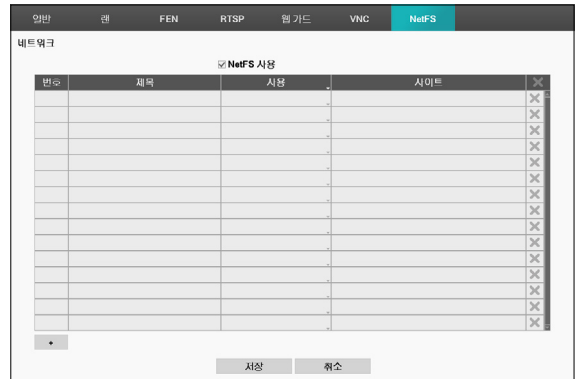 일반 랜 FEN RTSP 웹 가드 VNC NetFS
네트워크
NetFS 사용
번호 제목 사용 사이트
+
저장 취소